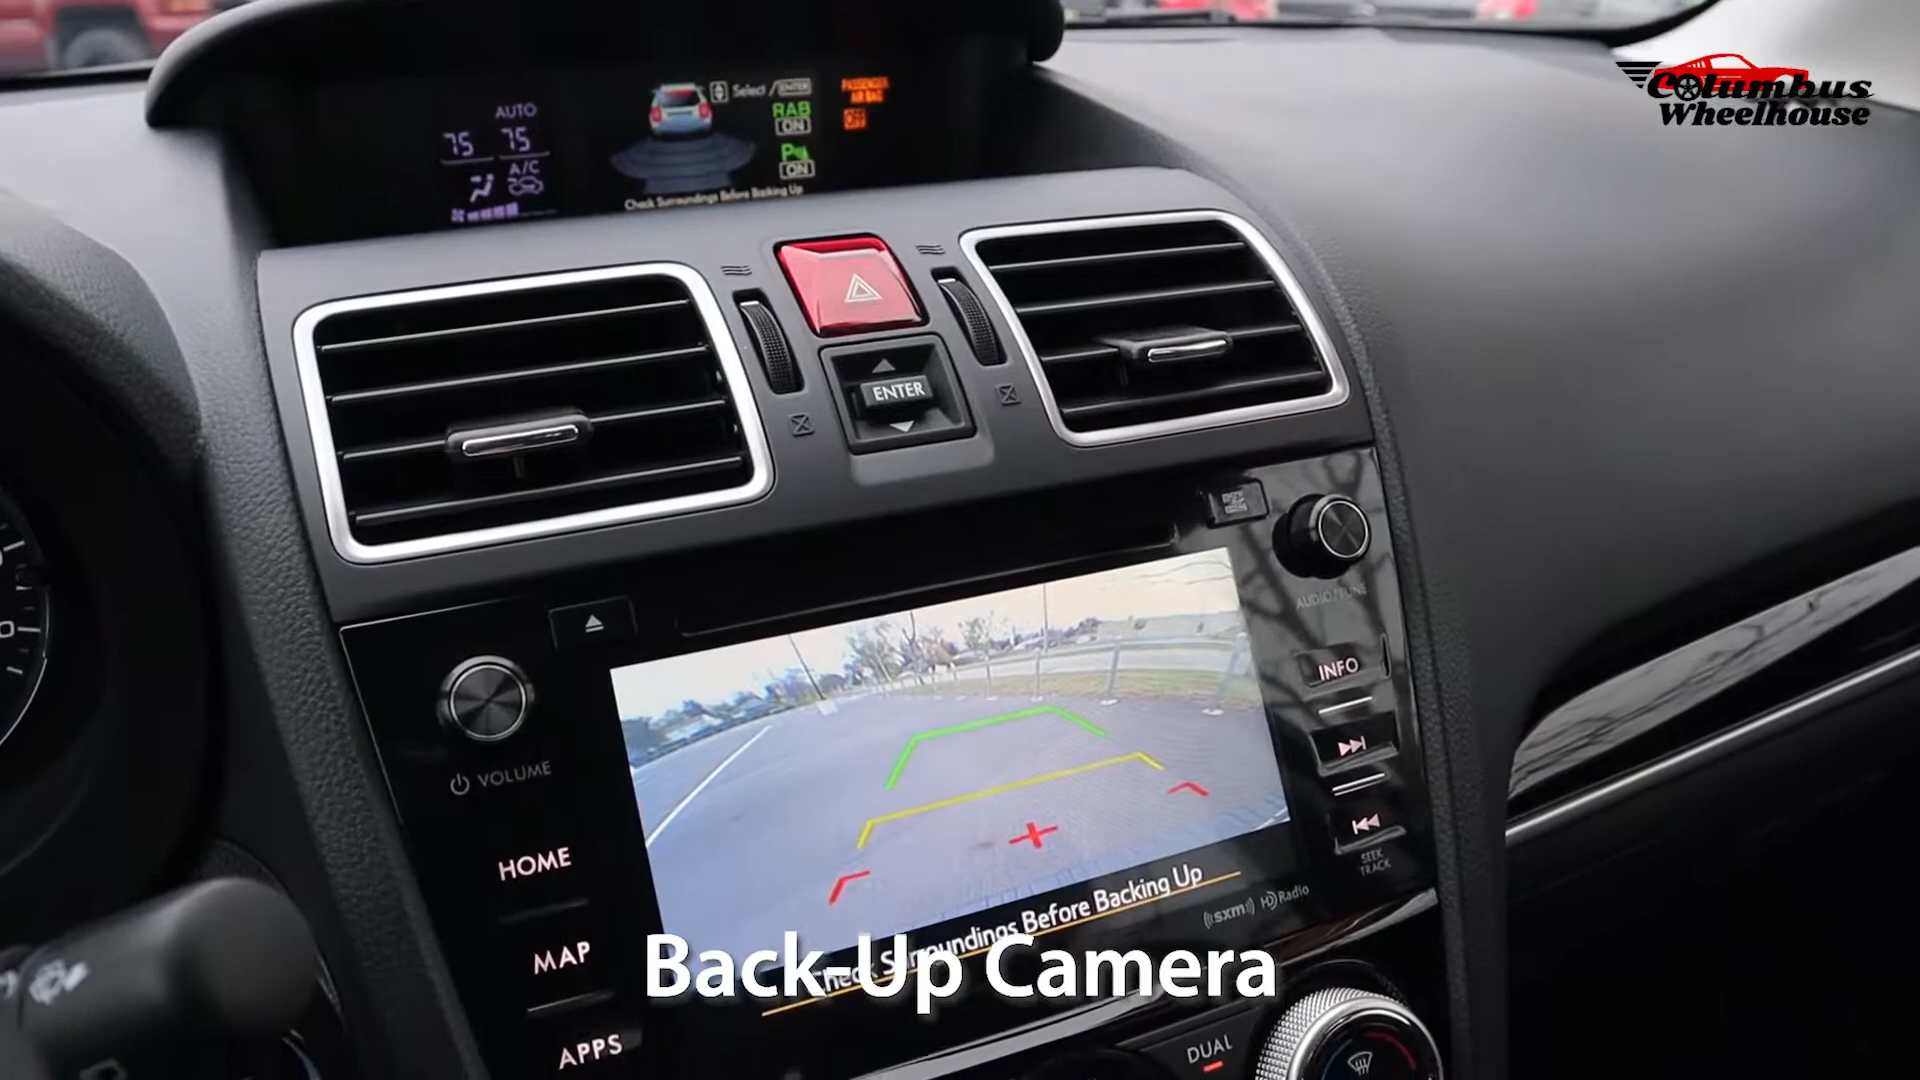 Columbus
Wheelhouse
AUTO
75 75
A/C
Select / ENTER
RAB
ON
ON
PASSENGER
AIR BAG
OFF
Check Surroundings Before Backing Up
ENTER
AUDIO/TUNE
INFO
VOLUME
HOME
SEEK
TRACK
MAP
Check Surroundings Before Backing Up
((sxm)) HD Radio
Back-Up Camera
APPS
DUAL